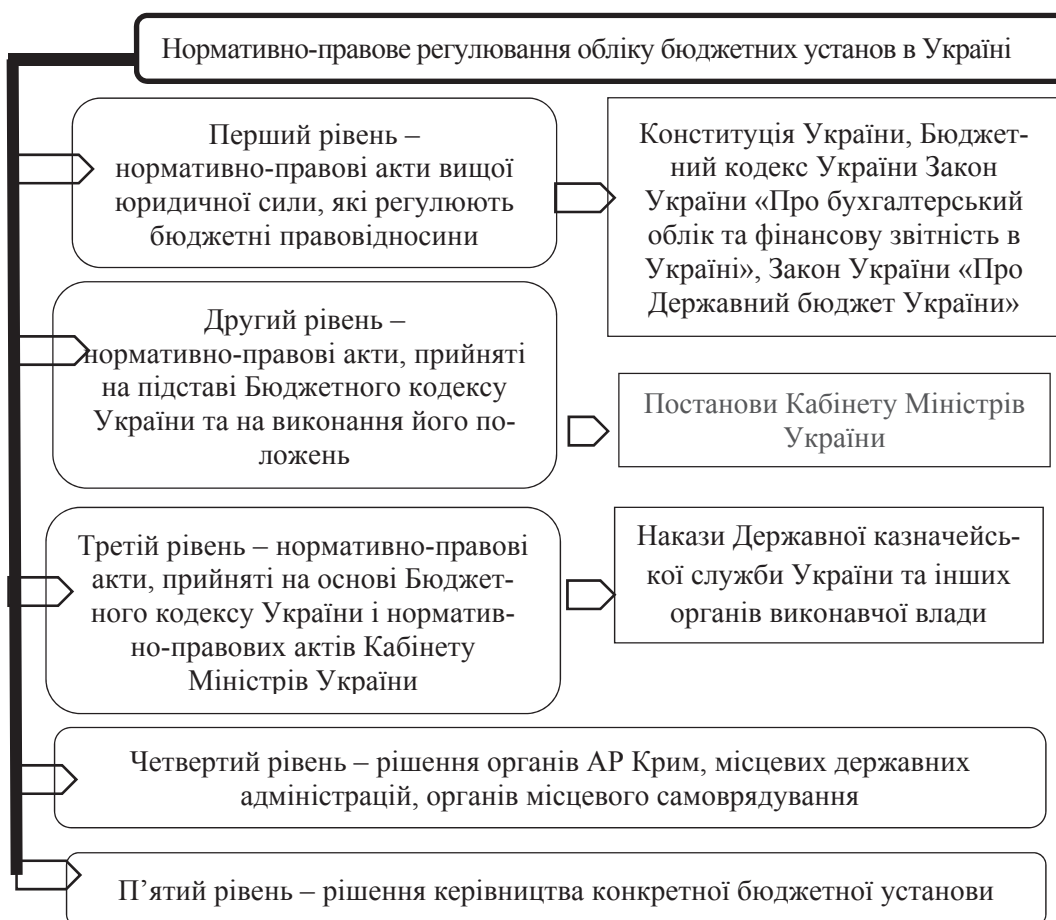 Нормативно-правове регулювання обліку бюджетних установ в Україні
Перший рівень –
нормативно-правові акти вищої
юридичної сили, які регулюють
бюджетні правовідносини
Конституція України, Бюджет-
ний кодекс України Закон
України «Про бухгалтерський
облік та фінансову звітність в
Україні», Закон України «Про
Державний бюджет України»
Другий рівень –
нормативно-правові акти, прийняті
на підставі Бюджетного кодексу
України та на виконання його по-
ложень
Постанови Кабінету Міністрів
України
Третій рівень – нормативно-правові
акти, прийняті на основі Бюджет-
ного кодексу України і норматив-
но-правових актів Кабінету
Міністрів України
Накази Державної казначейсь-
кої служби України та інших
органів виконавчої влади
Четвертий рівень – рішення органів АР Крим, місцевих державних
адміністрацій, органів місцевого самоврядування
П’ятий рівень – рішення керівництва конкретної бюджетної установи